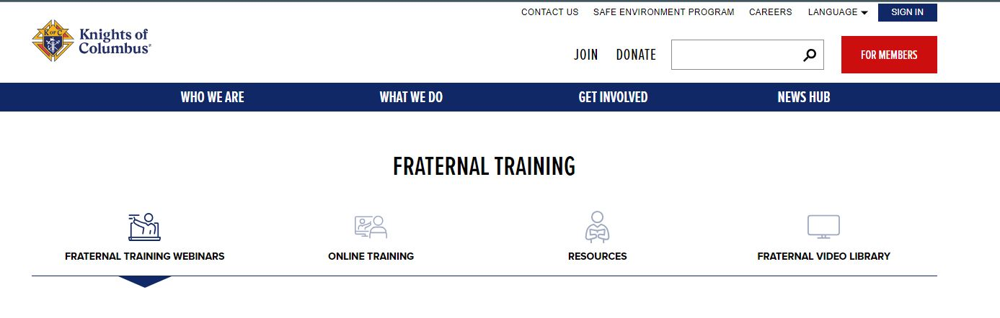 CONTACT US SAFE ENVIRONMENT PROGRAM CAREERS LANGUAGE SIGN IN
K OF C
Knights of
Columbus®
JOIN DONATE FOR MEMBERS
WHO WE ARE WHAT WE DO GET INVOLVED NEWS HUB
FRATERNAL TRAINING
FRATERNAL TRAINING WEBINARS ONLINE TRAINING RESOURCES FRATERNAL VIDEO LIBRARY